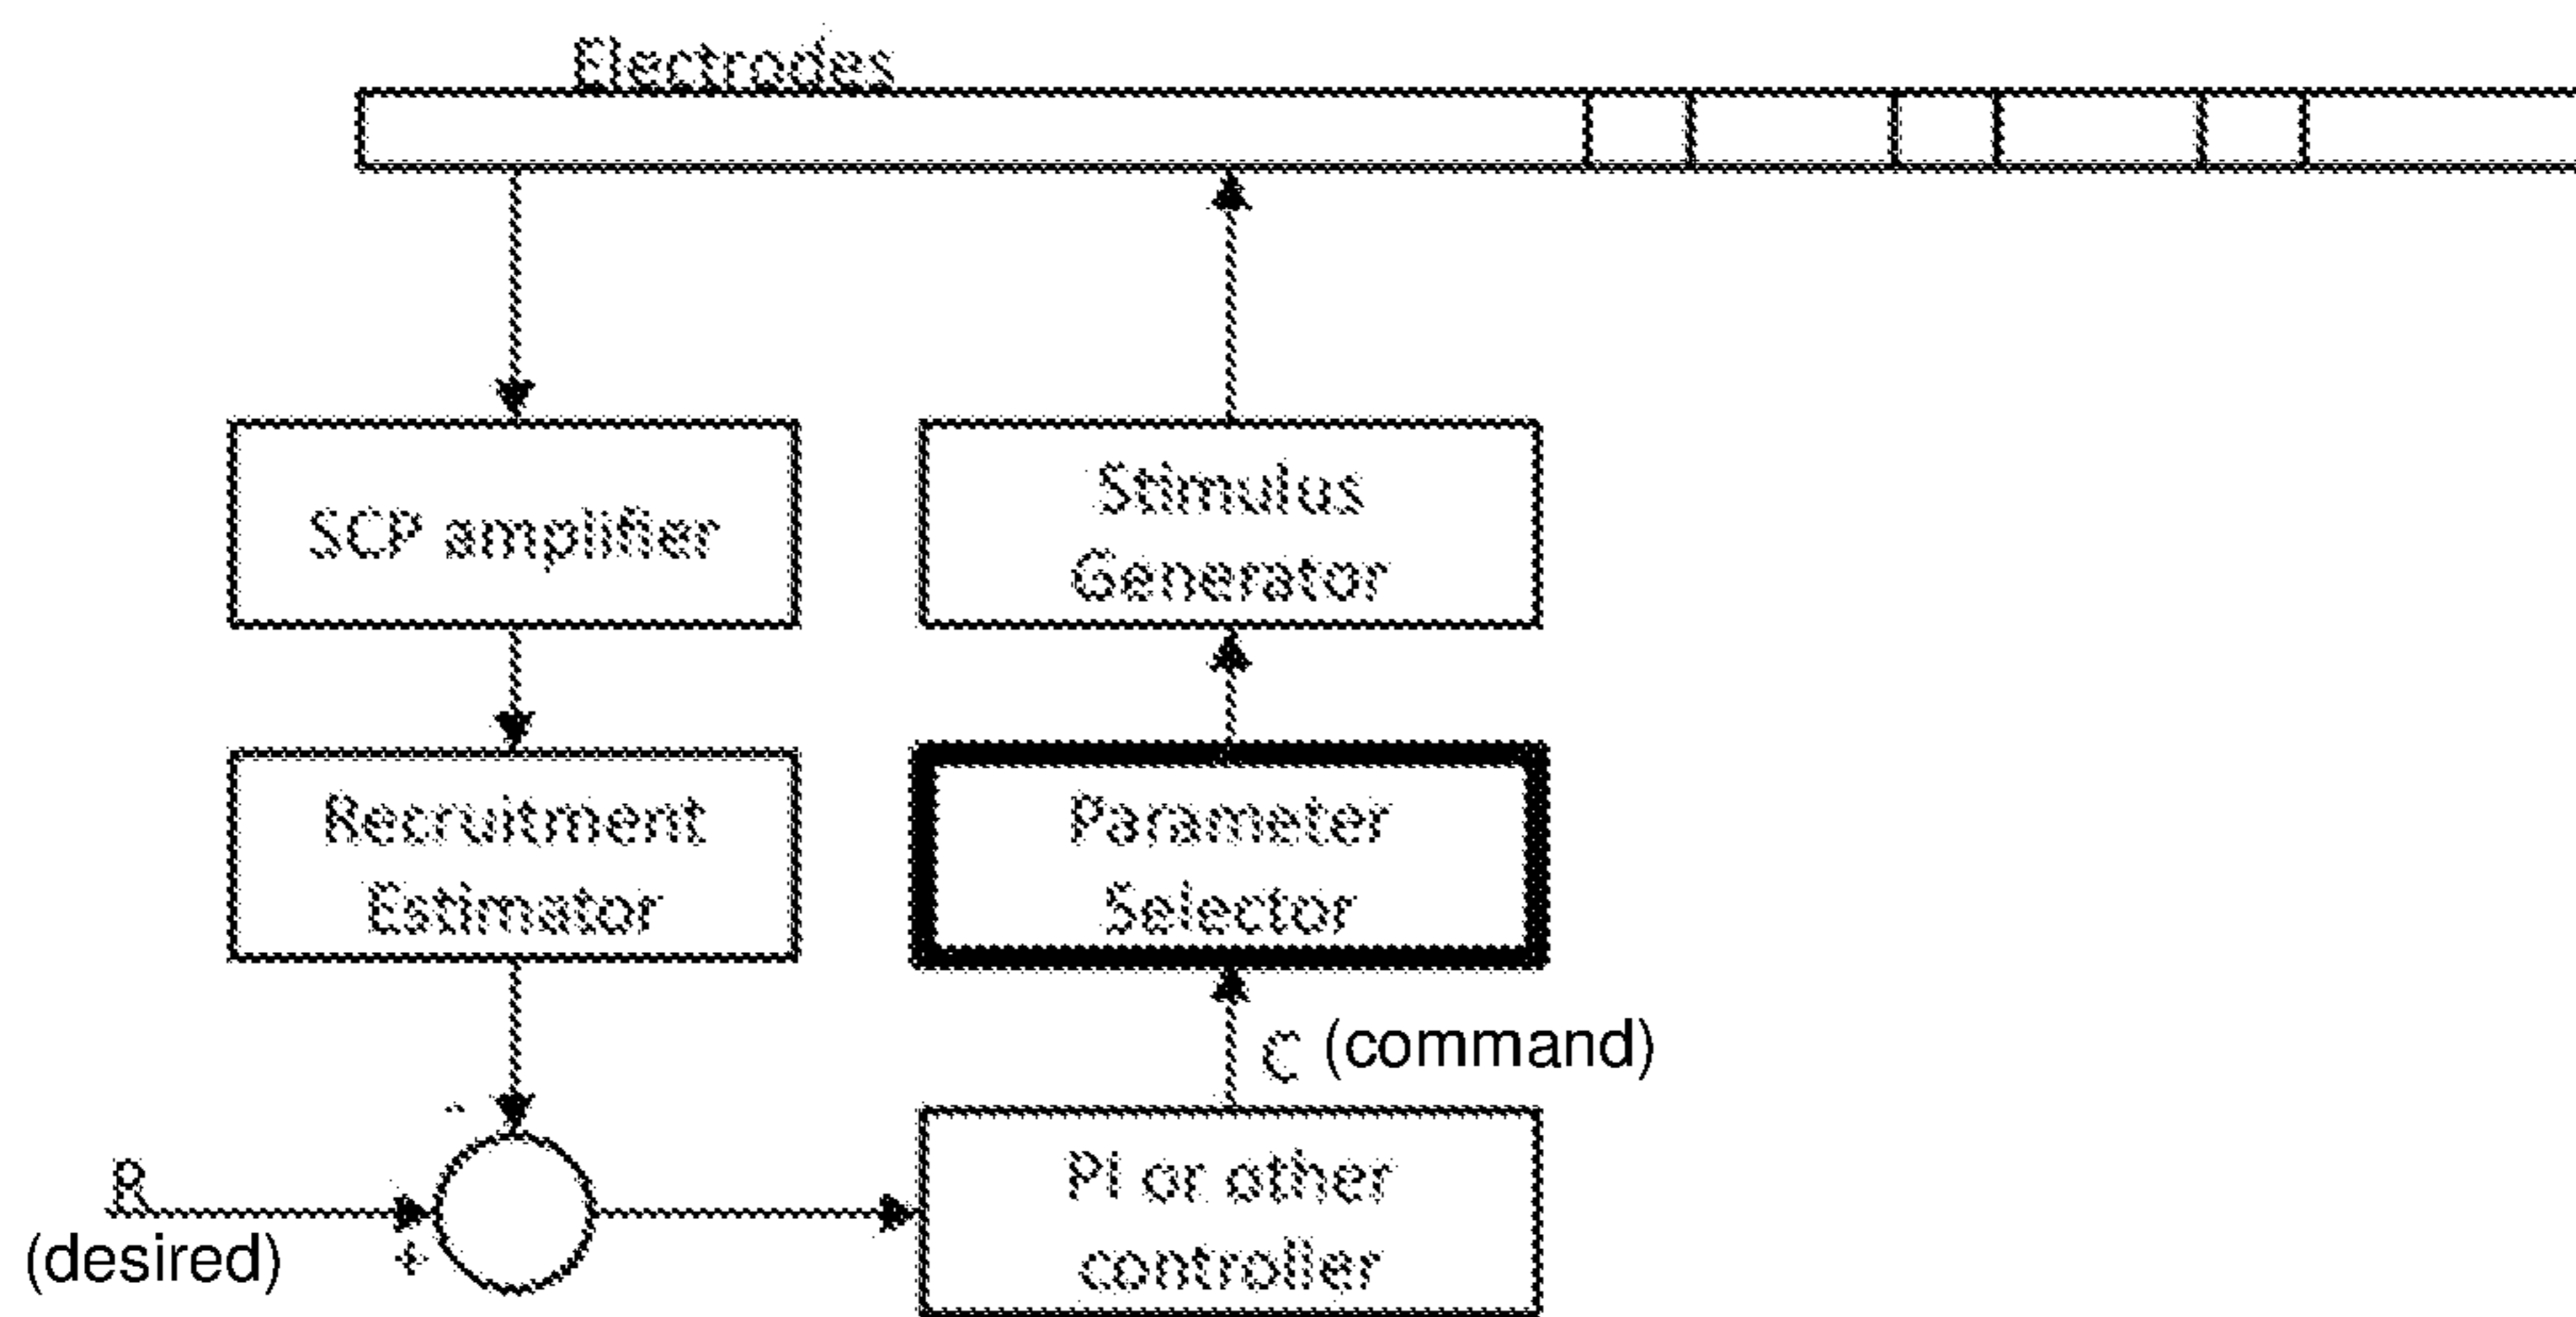 Electrodes
SCP amplifier
Stimulus
Generator
Recruitment
Estimator
Parameter
Selector
C (command)
-
R
(desired)
+
PI or other
controller